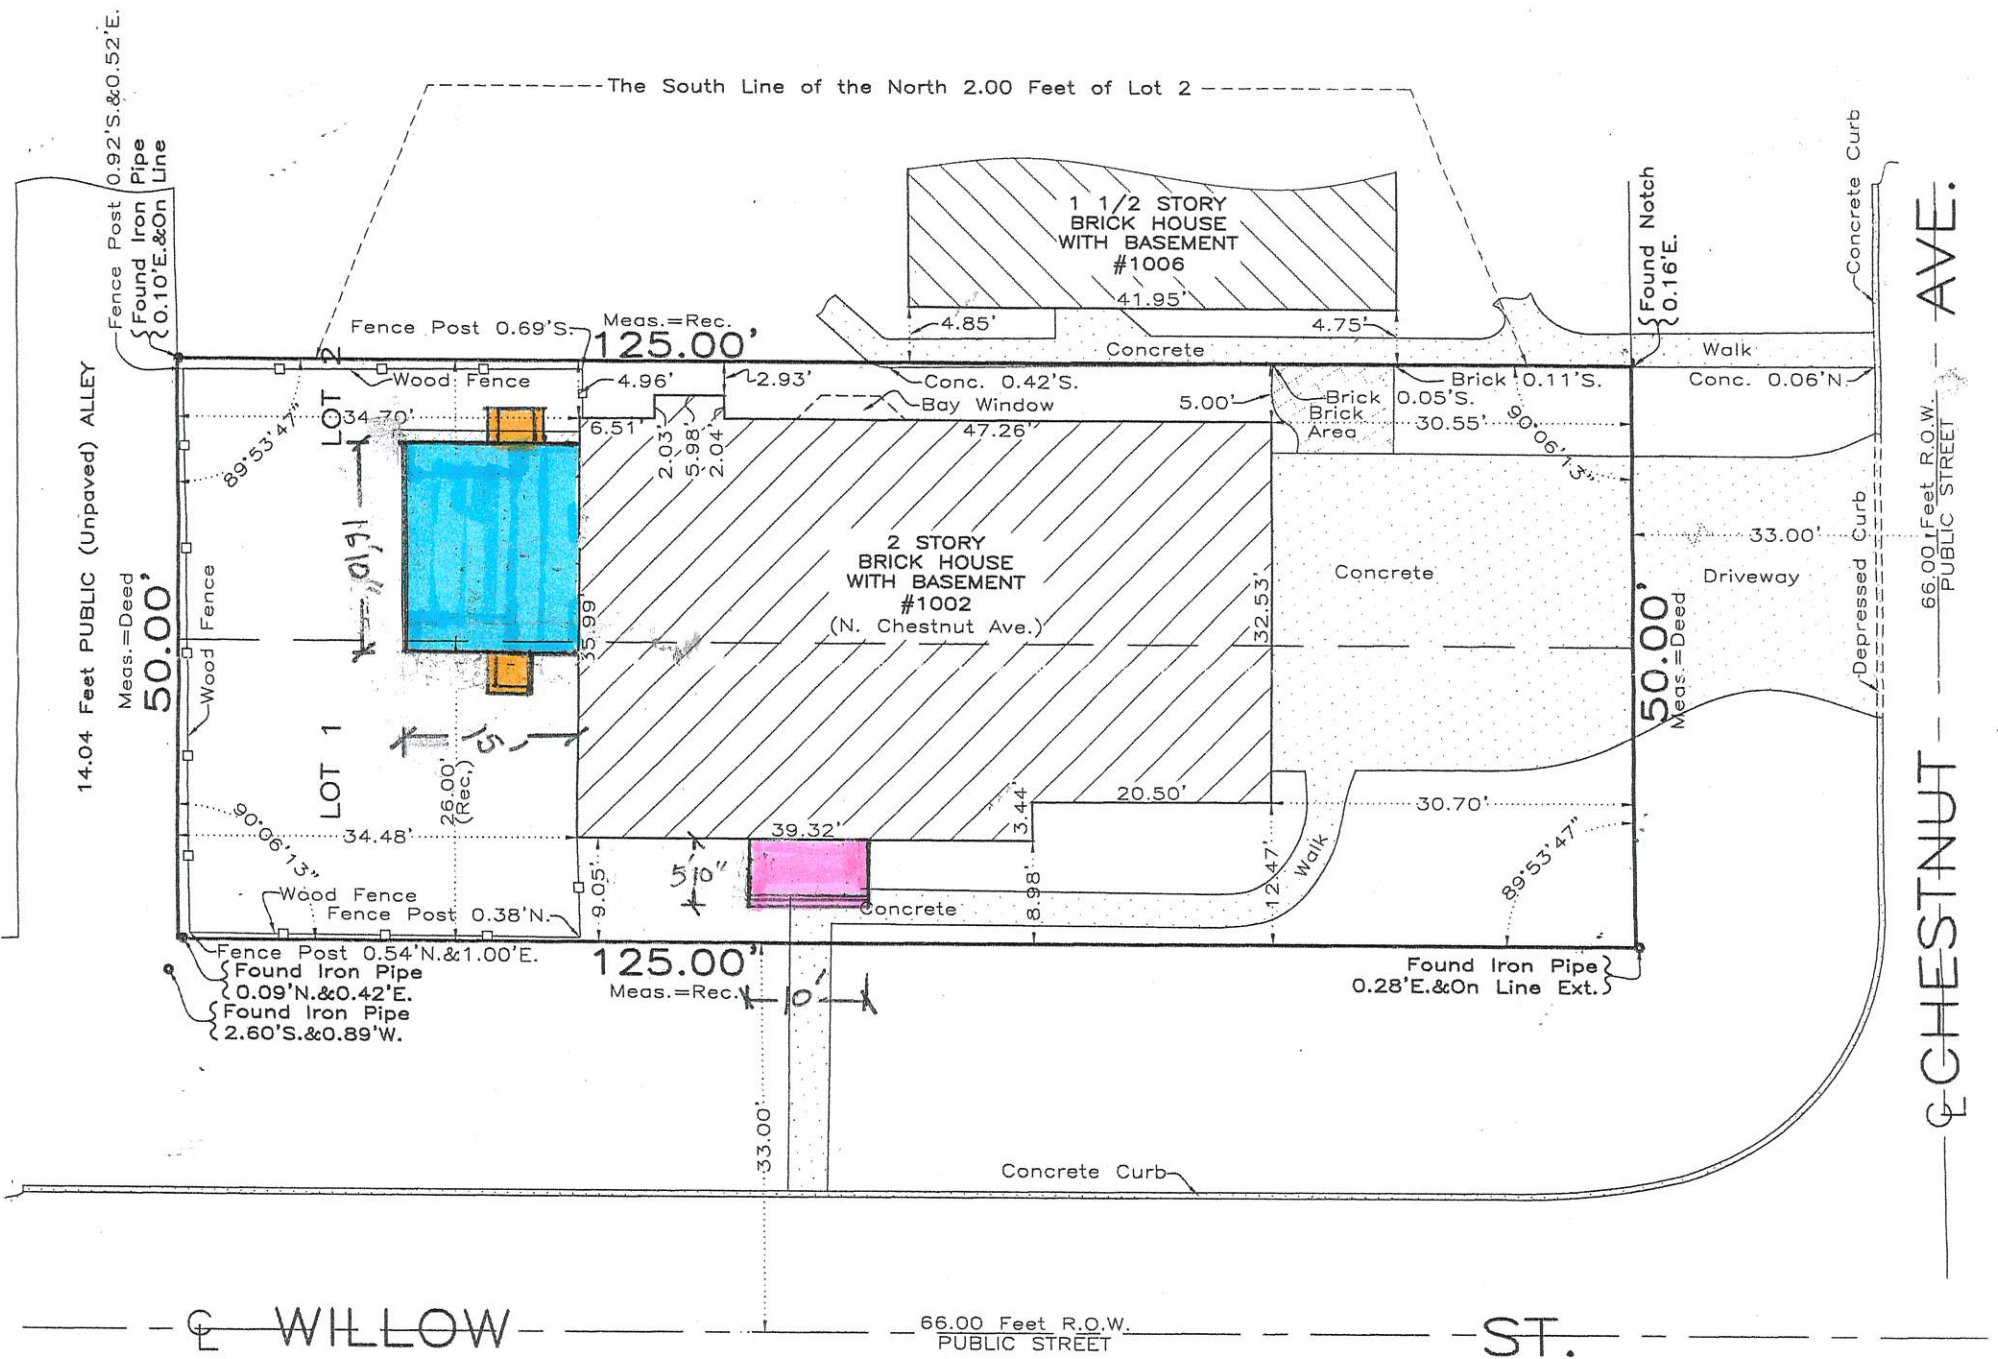 The South Line of the North 2.00 Feet of Lot 2
Fence Post 0.92'S.&0.52'E.
Found Iron Pipe
0.10'E.&On Line
1 1/2 STORY
BRICK HOUSE
WITH BASEMENT
#1006
41.95'
4.85'
4.75'
Found Notch
0.16'E.
Concrete Curb
AVE.
Fence Post 0.69'S.
Meas.=Rec.
125.00'
Concrete
Walk
Wood Fence
4.96'
2.93'
Conc. 0.42'S.
Bay Window
5.00'
Brick 0.11'S.
Brick 0.05'S.
Brick
Area
Conc. 0.06'N
30.55'
90°06'13"
LOT 2
34.70'
89°53'47"
6.51'
2.03'
5.98'
2.04'
47.26'
14.04 Feet PUBLIC (Unpaved) ALLEY
Meas.=Deed
50.00'
Wood Fence
16'10"
35.99'
2 STORY
BRICK HOUSE
WITH BASEMENT
#1002
(N. Chestnut Ave.)
32.53'
Concrete
33.00'
Driveway
Depressed Curb
66.00 Feet R.O.W.
PUBLIC STREET
50.00'
Meas.=Deed
15'
LOT 1
26.00'
(Rec.)
90°06'13"
34.48'
39.32'
3.44'
20.50'
30.70'
89°53'47"
Walk
5'0"
9.05'
8.98'
12.47'
Concrete
Wood Fence
Fence Post 0.38'N.
Fence Post 0.54'N.&1.00'E.
Found Iron Pipe
0.09'N.&0.42'E.
Found Iron Pipe
2.60'S.&0.89'W.
125.00'
Meas.=Rec.
10'
Found Iron Pipe
0.28'E.&On Line Ext.
CHESTNUT
33.00'
Concrete Curb
WILLOW
66.00 Feet R.O.W.
PUBLIC STREET
ST.